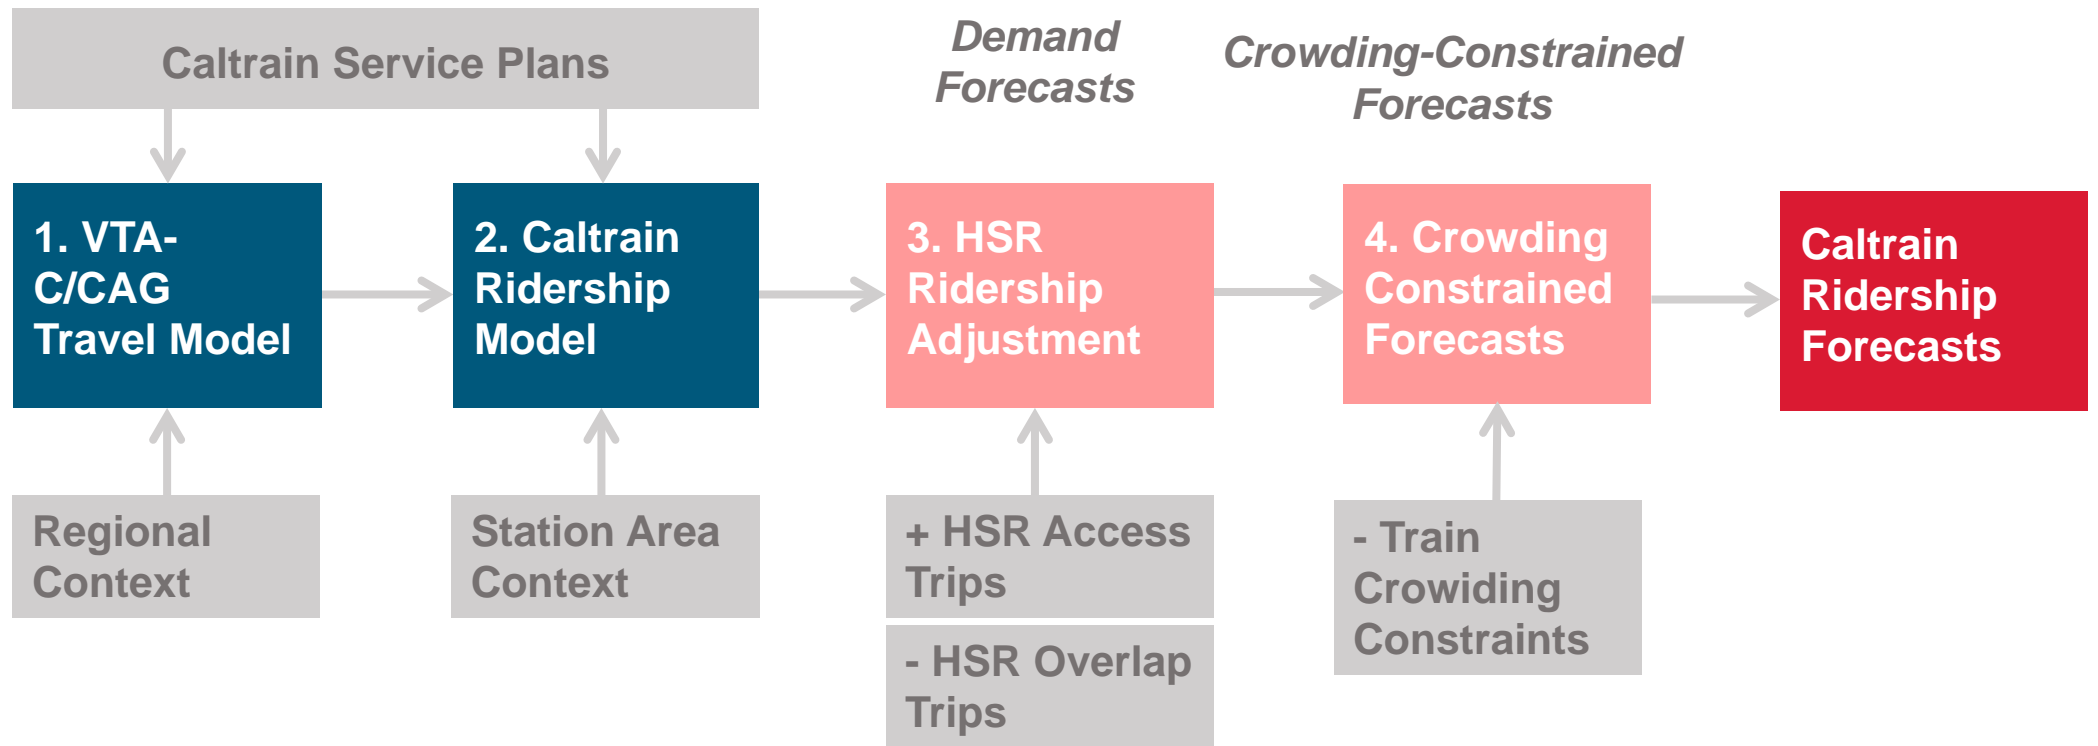 Caltrain Service Plans
Demand
Forecasts
Crowding-Constrained
Forecasts
1. VTA-
C/CAG
Travel Model
2. Caltrain
Ridership
Model
3. HSR
Ridership
Adjustment
4. Crowding
Constrained
Forecasts
Caltrain
Ridership
Forecasts
Regional
Context
Station Area
Context
+ HSR Access
Trips
- HSR Overlap
Trips
- Train
Crowiding
Constraints